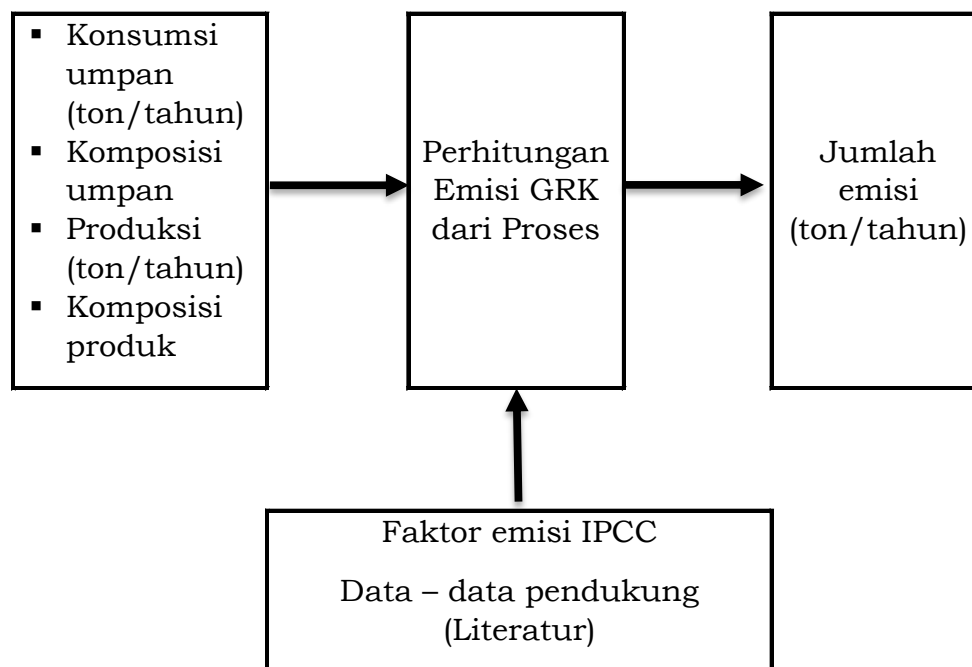 ▪ Konsumsi
umpan
(ton/tahun)
▪ Komposisi
umpan
▪ Produksi
(ton/tahun)
▪ Komposisi
produk
Perhitungan
Emisi GRK
dari Proses
Jumlah
emisi
(ton/tahun)
Faktor emisi IPCC
Data – data pendukung
(Literatur)